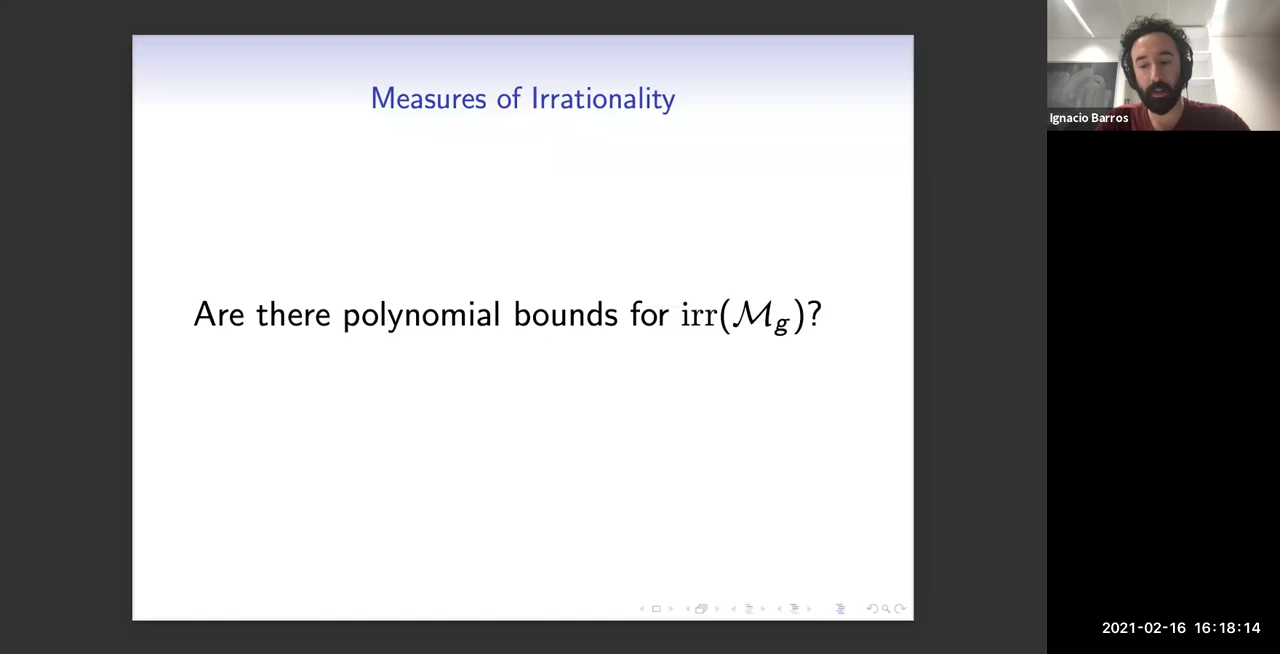 Measures of Irrationality
Are there polynomial bounds for irr(ℳ_g)?
Ignacio Barros
2021-02-16 16:18:14